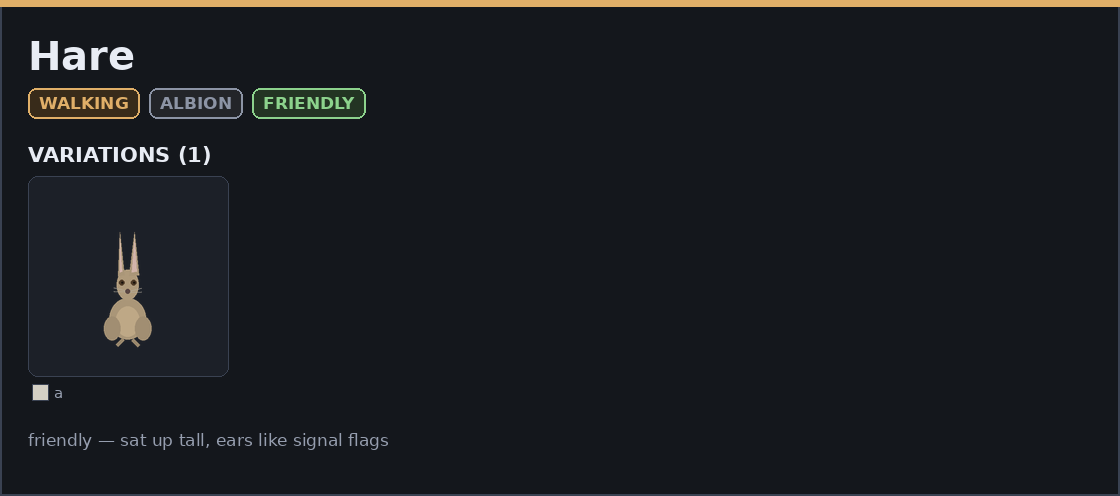 Hare
WALKING ALBION FRIENDLY
VARIATIONS (1)
a
friendly — sat up tall, ears like signal flags